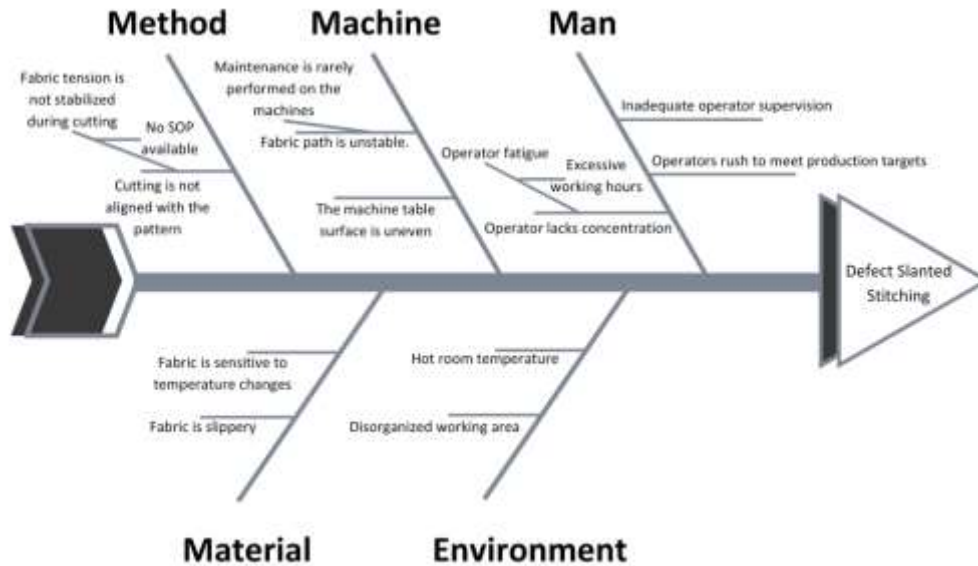 Method
Machine
Man
Fabric tension is
not stabilized
during cutting
No SOP
available
Cutting is not
aligned with the
pattern
Maintenance is rarely
performed on the
machines
Fabric path is unstable.
The machine table
surface is uneven
Inadequate operator supervision
Operators rush to meet production targets
Operator fatigue
Excessive
working hours
Operator lacks concentration
Defect Slanted
Stitching
Fabric is sensitive to
temperature changes
Fabric is slippery
Hot room temperature
Disorganized working area
Material
Environment